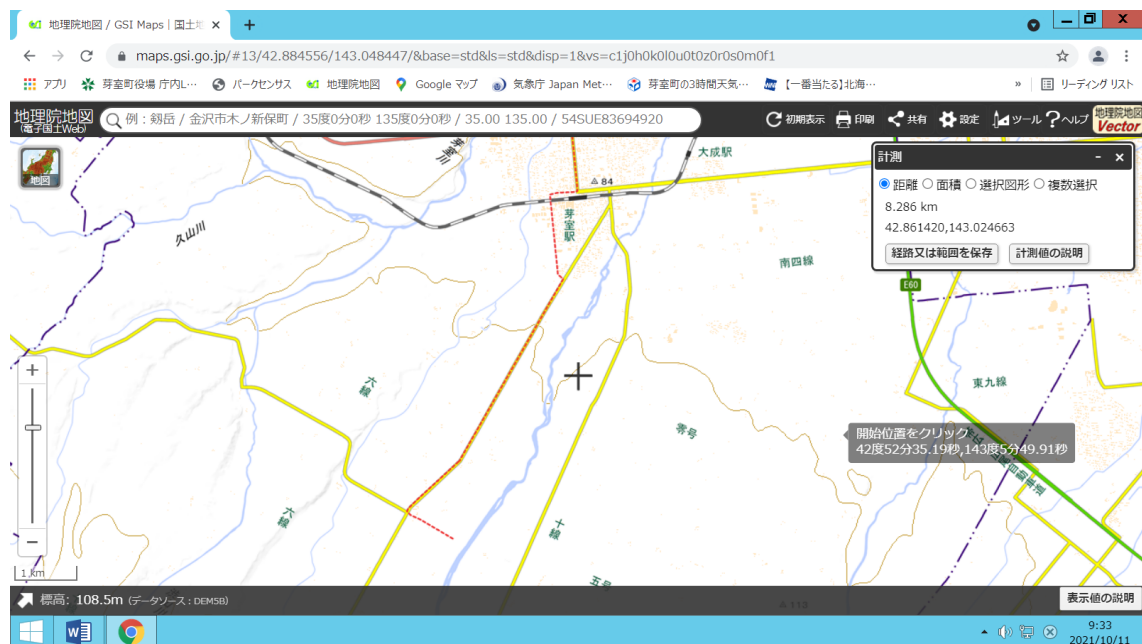 地理院地図 / GSI Maps | 国土地
maps.gsi.go.jp/#13/42.884556/143.048447/&base=std&ls=std&disp=1&vs=c1j0h0k0l0u0t0z0r0s0m0f1
アプリ 芽室町役場 庁内L… パークセンサス 地理院地図 Google マップ 気象庁 Japan Met… 芽室町の3時間天気… 【一番当たる】北海… » リーディング リスト
地理院地図
(電子国土Web)
例：剱岳 / 金沢市木ノ新保町 / 35度0分0秒 135度0分0秒 / 35.00 135.00 / 54SUE83694920
初期表示 印刷 共有 設定 ツール ヘルプ
地理院地図
Vector
地図
計測
距離 面積 選択図形 複数選択
8.286 km
42.861420,143.024663
経路又は範囲を保存 計測値の説明
芽室川
大成駅
84
芽室駅
久山川
南四線
E60
東九線
六線
零号
開始位置をクリック
42度52分35.19秒,143度5分49.91秒
自動車道
六線
十線
五号
113
1 km
標高: 108.5m (データソース：DEM5B)
表示値の説明
9:33
2021/10/11